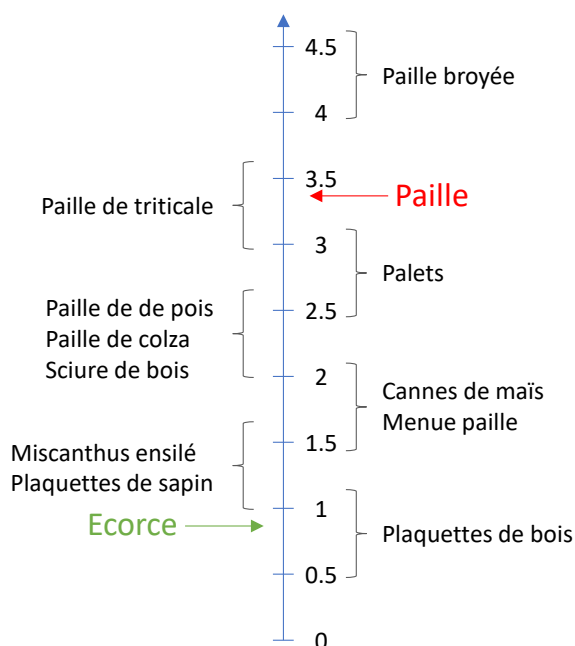 4.5
Paille broyée
4
3.5
Paille de triticale
Paille
3
Palets
Paille de de pois
2.5
Paille de colza
Sciure de bois
2
Cannes de maïs
Menue paille
1.5
Miscanthus ensilé
Plaquettes de sapin
1
Ecorce
Plaquettes de bois
0.5
0